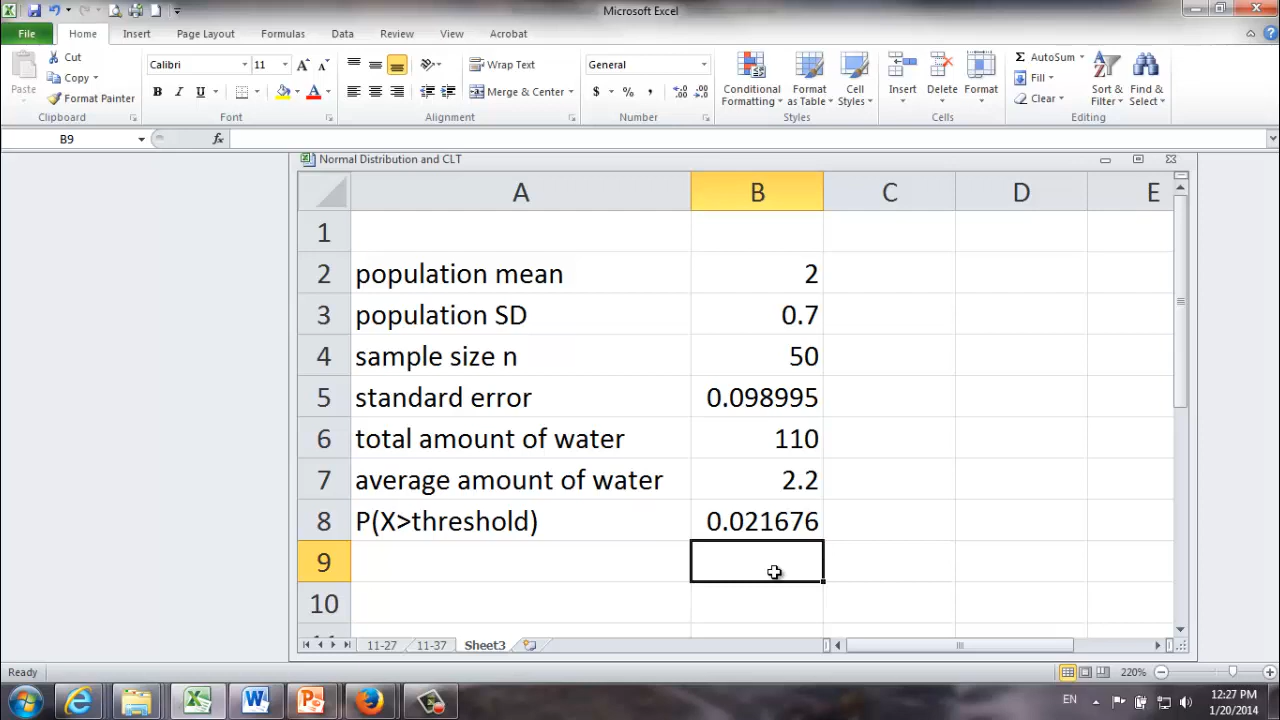 Microsoft Excel
File Home Insert Page Layout Formulas Data Review View Acrobat
Paste
Cut
Copy
Format Painter
Clipboard
Calibri 11
B I U
Font
Wrap Text
Merge & Center
Alignment
General
$ % ,
Number
Conditional Formatting
Format as Table
Cell Styles
Styles
Insert Delete Format
Cells
Σ AutoSum
Fill
Clear
Sort & Filter
Find & Select
Editing
B9 fx
Normal Distribution and CLT
A B C D E
1
2 population mean 2
3 population SD 0.7
4 sample size n 50
5 standard error 0.098995
6 total amount of water 110
7 average amount of water 2.2
8 P(X>threshold) 0.021676
9
10
11-27 11-37 Sheet3
Ready 220%
EN 12:27 PM
1/20/2014